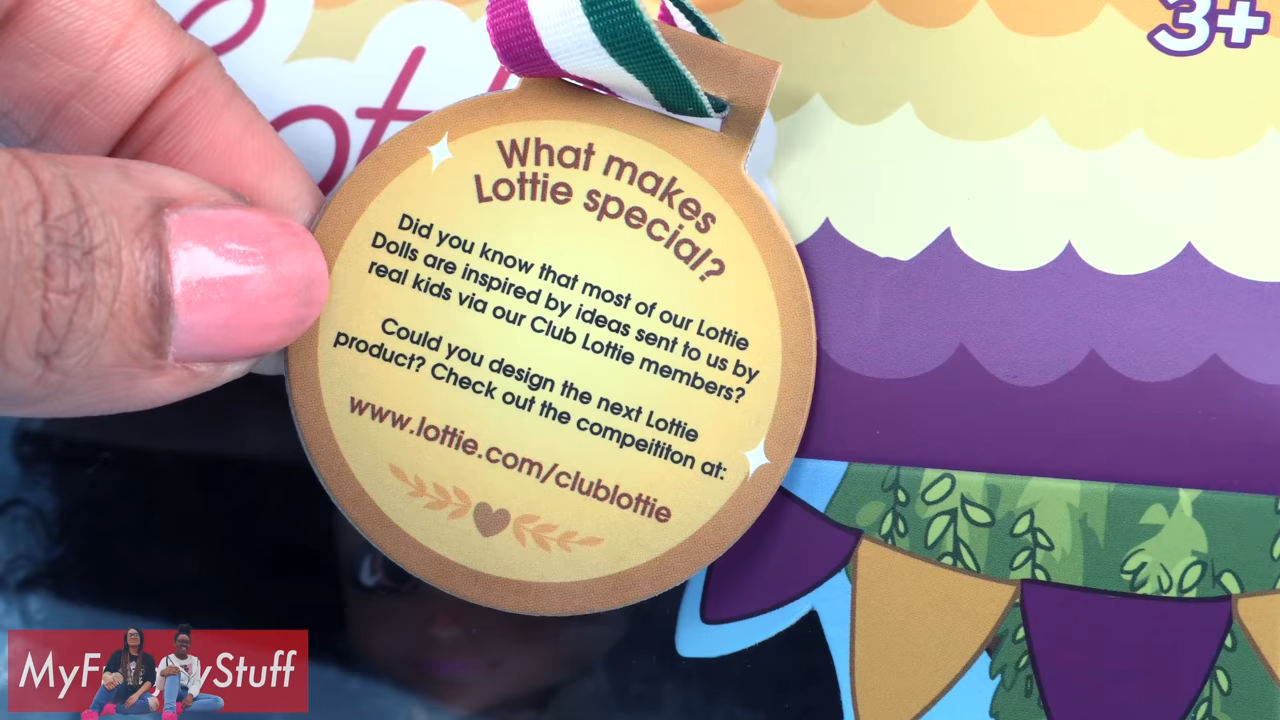 3+
What makes
Lottie special?
Did you know that most of our Lottie
Dolls are inspired by ideas sent to us by
real kids via our Club Lottie members?
Could you design the next Lottie
product? Check out the compeititon at:
www.lottie.com/clublottie